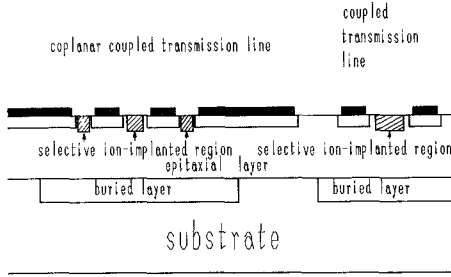 coplanar coupled transmission line
coupled
transmission
line
selective ion-implanted region
selective ion-implanted region
epitaxial layer
buried layer
buried layer
substrate